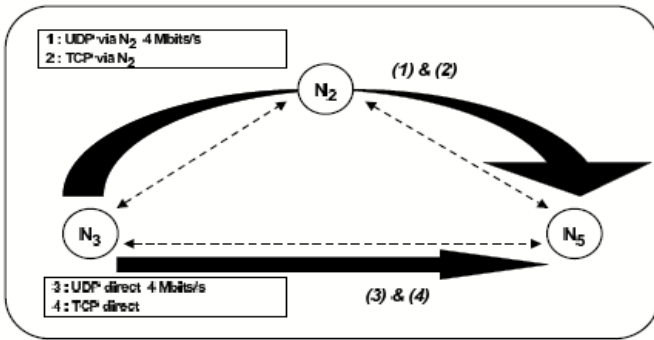 1 : UDP via N2 4 Mbits/s
2 : TCP via N2
(1) & (2)
N2
N3
N5
3 : UDP direct 4 Mbits/s
4 : TCP direct
(3) & (4)